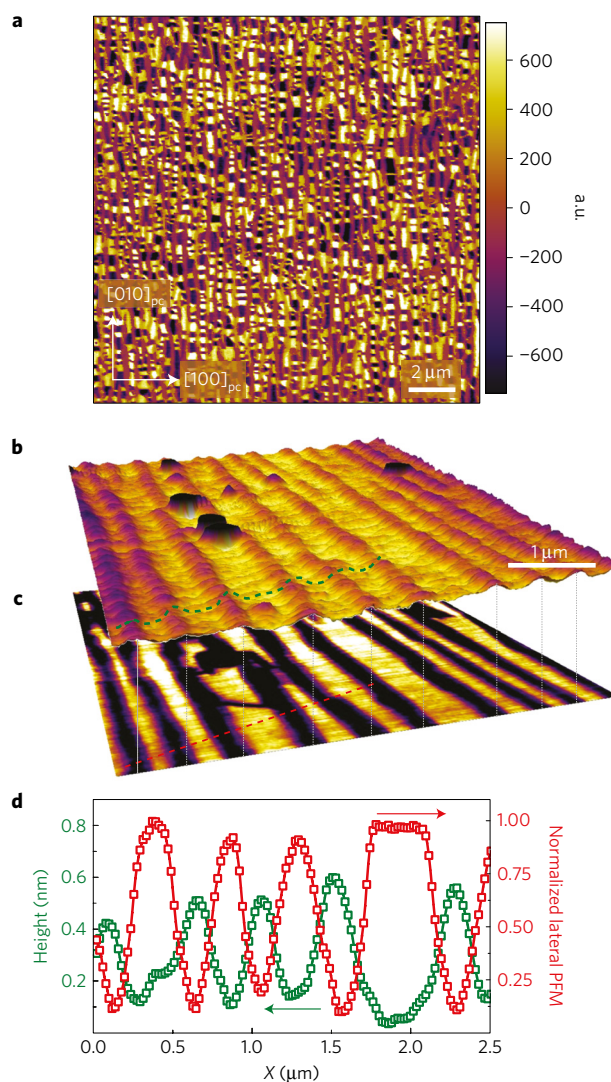 a
600
400
200
0
−200
−400
−600
a.u.
[010]pc
[100]pc
2 μm
b
1 μm
c
d
0.8
0.6
0.4
0.2
Height (nm)
1.00
0.75
0.50
0.25
Normalized lateral PFM
0.0 0.5 1.0 1.5 2.0 2.5
X (μm)